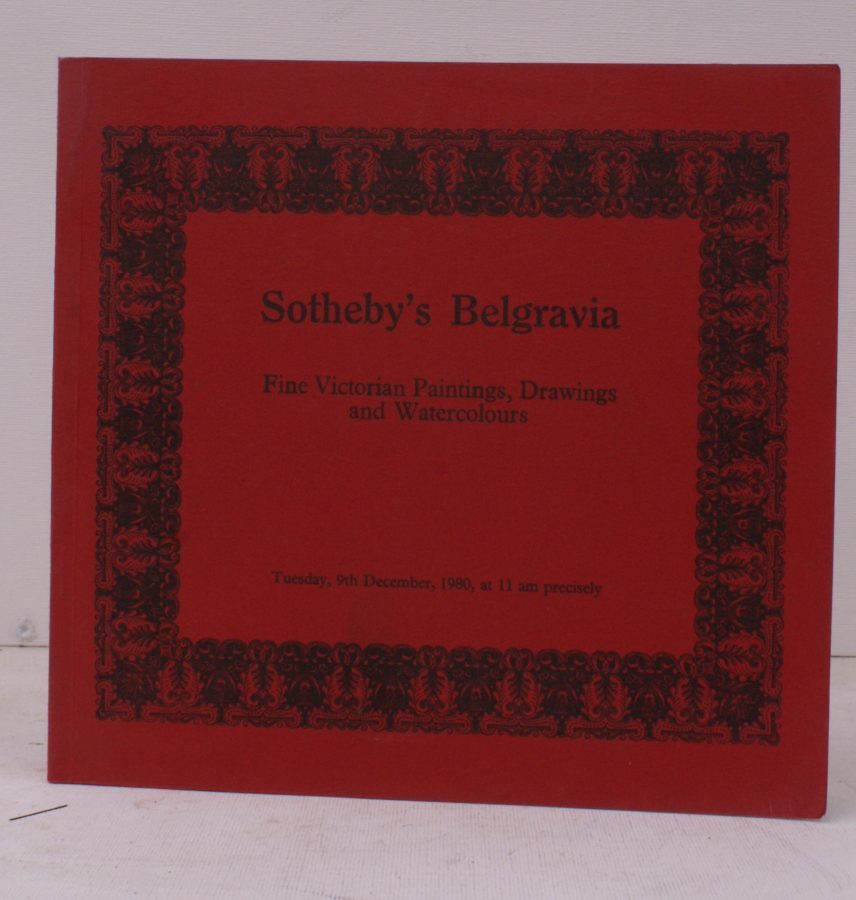 Sotheby's Belgravia
Fine Victorian Paintings, Drawings
and Watercolours
Tuesday, 9th December, 1980, at 11 am precisely